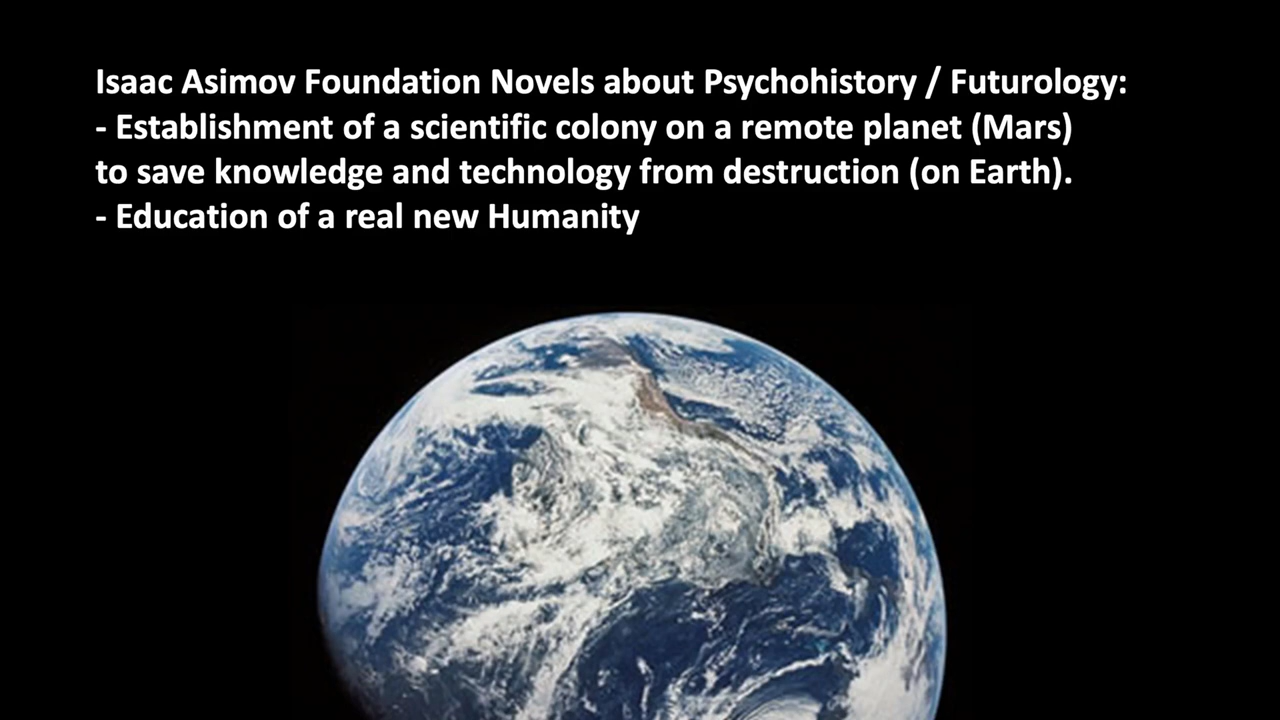 Isaac Asimov Foundation Novels about Psychohistory / Futurology:
- Establishment of a scientific colony on a remote planet (Mars)
to save knowledge and technology from destruction (on Earth).
- Education of a real new Humanity